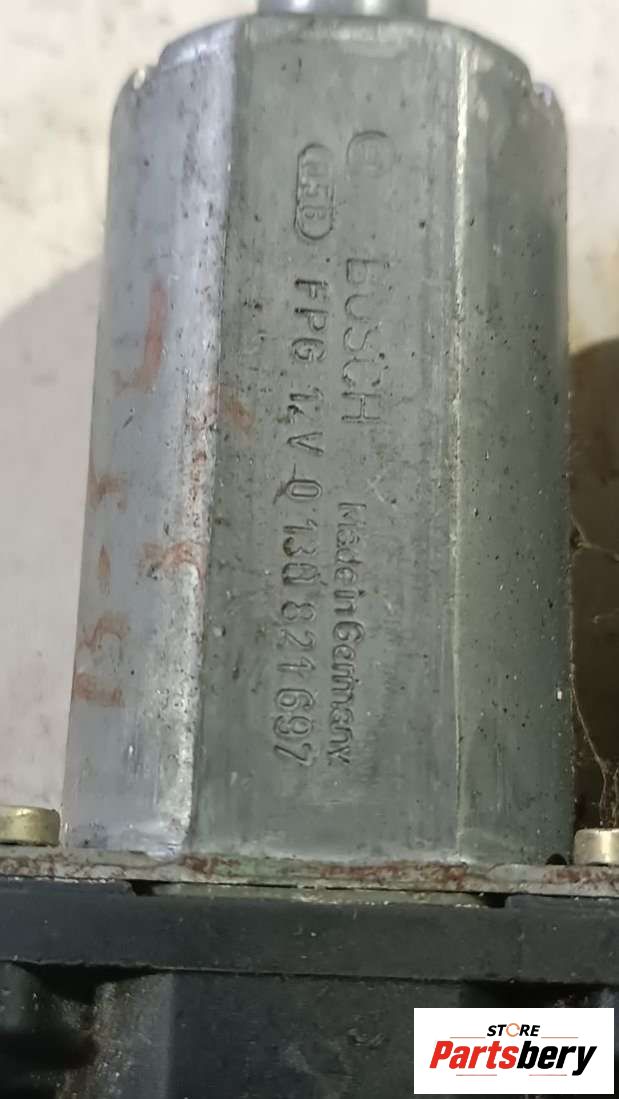 BOSCH Made in Germany
FPG 12V 0 130 821 697
STORE
Partsbery